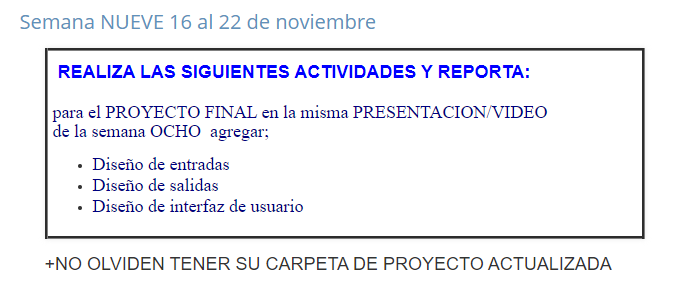 Semana NUEVE 16 al 22 de noviembre
REALIZA LAS SIGUIENTES ACTIVIDADES Y REPORTA:
para el PROYECTO FINAL en la misma PRESENTACION/VIDEO
de la semana OCHO agregar;
• Diseño de entradas
• Diseño de salidas
• Diseño de interfaz de usuario
+NO OLVIDEN TENER SU CARPETA DE PROYECTO ACTUALIZADA